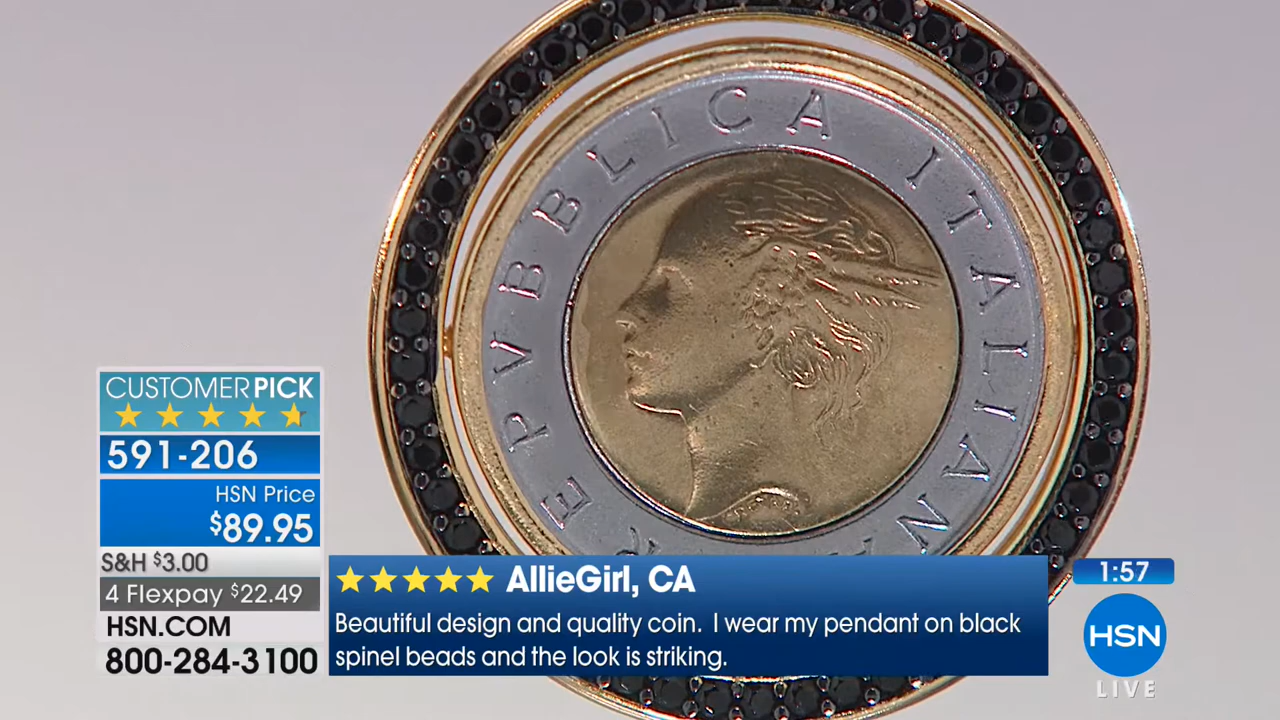 REPVBBLICA ITALIANA
CUSTOMER PICK
591-206
HSN Price
$89.95
S&H $3.00
4 Flexpay $22.49
HSN.COM
800-284-3100
AllieGirl, CA
Beautiful design and quality coin. I wear my pendant on black
spinel beads and the look is striking.
1:57
HSN
LIVE